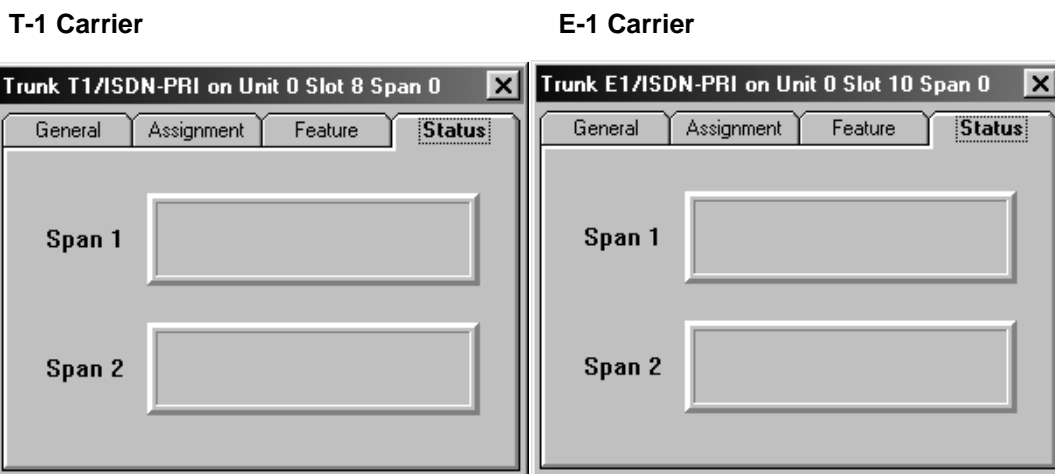 T-1 Carrier
E-1 Carrier
Trunk T1/ISDN-PRI on Unit 0 Slot 8 Span 0
General Assignment Feature Status
Span 1
Span 2
Trunk E1/ISDN-PRI on Unit 0 Slot 10 Span 0
General Assignment Feature Status
Span 1
Span 2